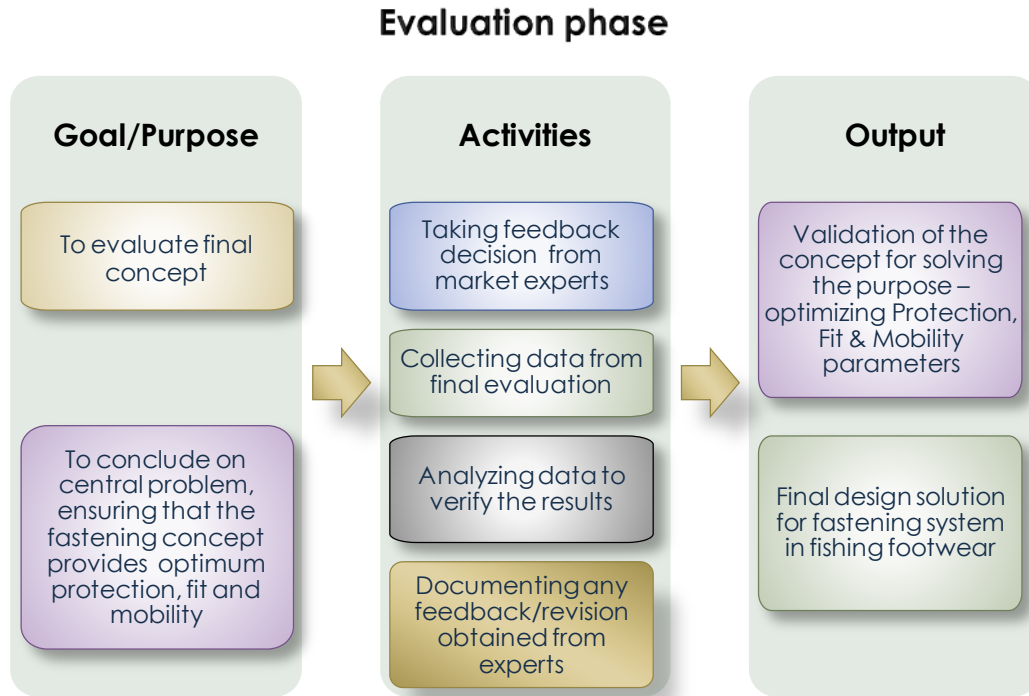 Evaluation phase
Goal/Purpose
To evaluate final
concept
To conclude on
central problem,
ensuring that the
fastening concept
provides optimum
protection, fit and
mobility
Activities
Taking feedback
decision from
market experts
Collecting data from
final evaluation
Analyzing data to
verify the results
Documenting any
feedback/revision
obtained from
experts
Output
Validation of the
concept for solving
the purpose –
optimizing Protection,
Fit & Mobility
parameters
Final design solution
for fastening system
in fishing footwear